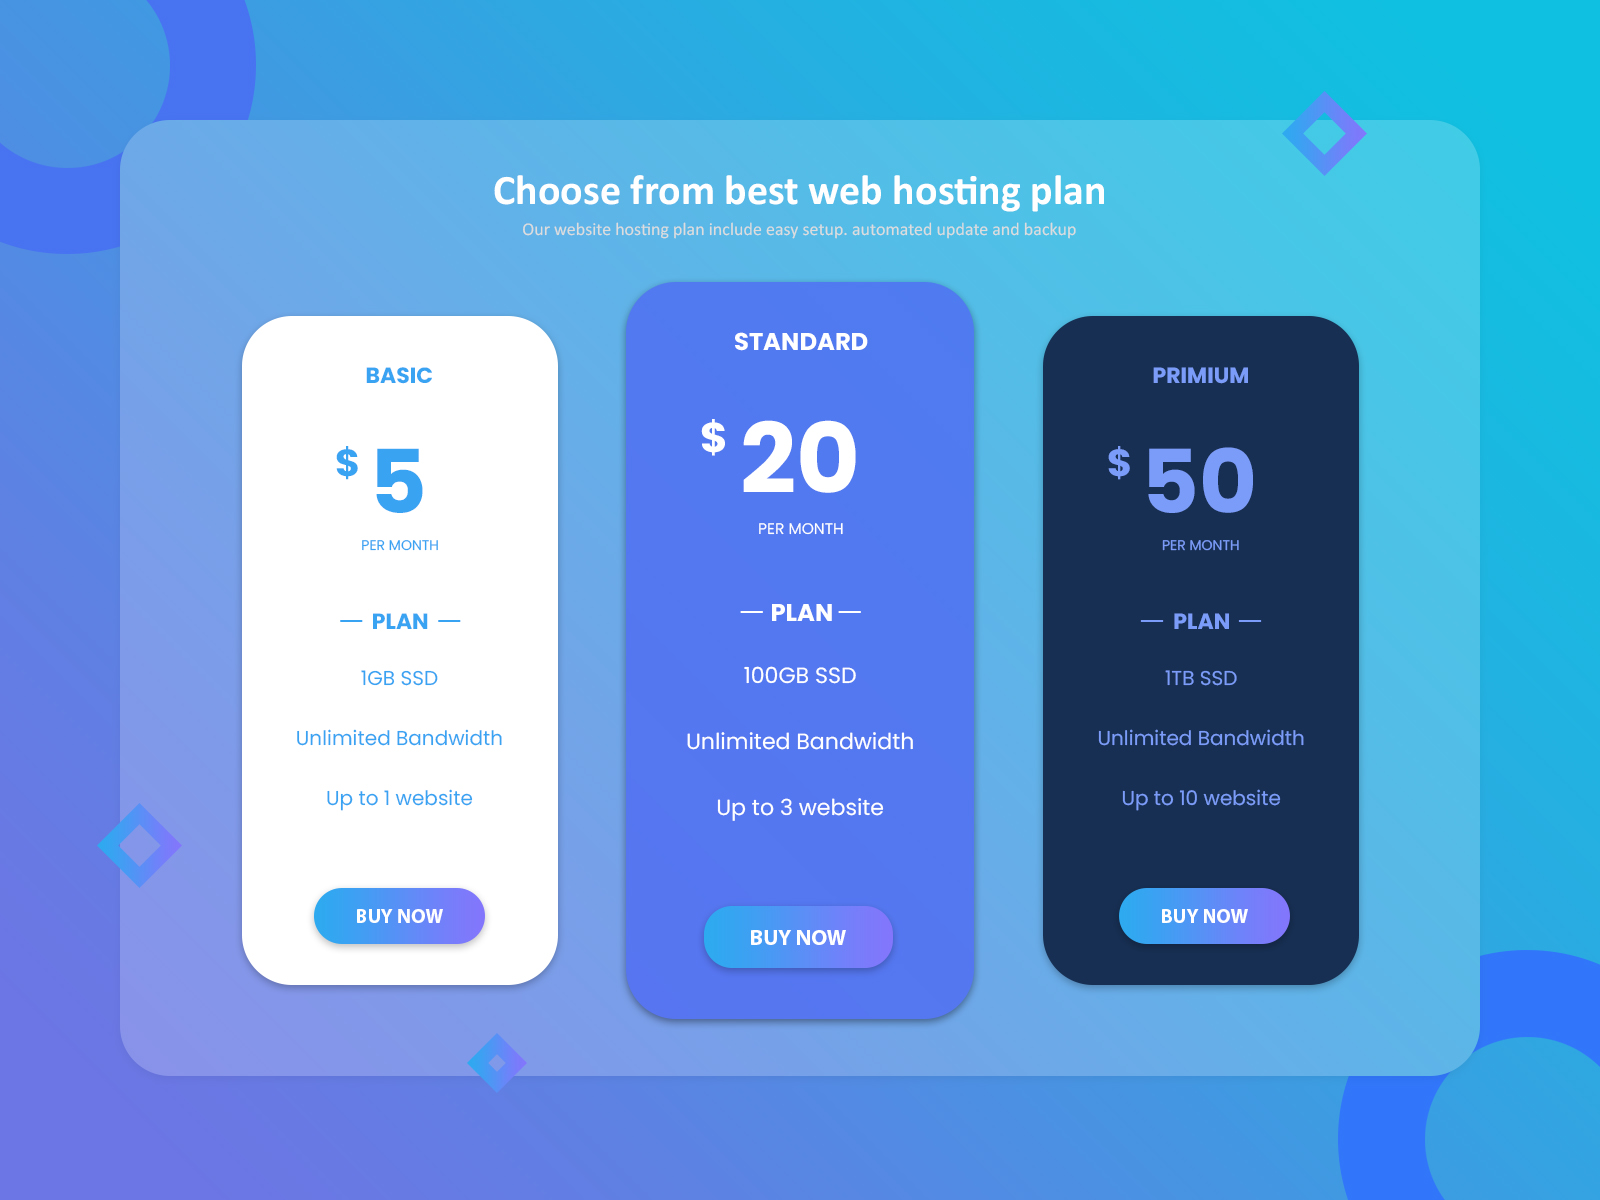 Choose from best web hosting plan
Our website hosting plan include easy setup. automated update and backup
BASIC
$ 5
PER MONTH
PLAN
1GB SSD
Unlimited Bandwidth
Up to 1 website
BUY NOW
STANDARD
$ 20
PER MONTH
PLAN
100GB SSD
Unlimited Bandwidth
Up to 3 website
BUY NOW
PRIMIUM
$ 50
PER MONTH
PLAN
1TB SSD
Unlimited Bandwidth
Up to 10 website
BUY NOW